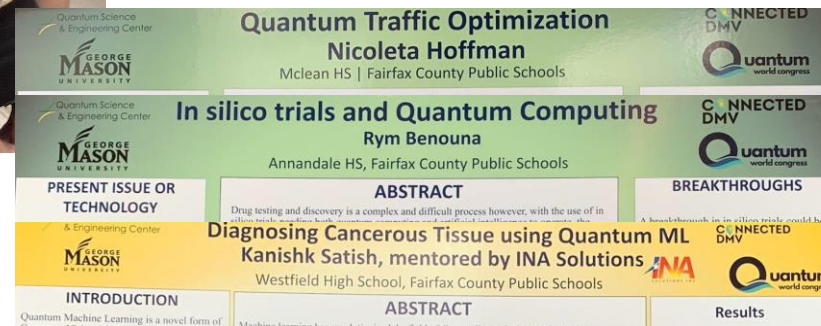 Quantum Science
& Engineering Center
GEORGE
MASON
UNIVERSITY
Quantum Traffic Optimization
Nicoleta Hoffman
Mclean HS | Fairfax County Public Schools
C NNECTED
DMV
Quantum
world congress
Quantum Science
& Engineering Center
GEORGE
MASON
UNIVERSITY
In silico trials and Quantum Computing
Rym Benouna
Annandale HS, Fairfax County Public Schools
C NNECTED
DMV
Quantum
world congress
PRESENT ISSUE OR
TECHNOLOGY
ABSTRACT
Drug testing and discovery is a complex and difficult process however, with the use of in
BREAKTHROUGHS
& Engineering Center
GEORGE
MASON
UNIVERSITY
Diagnosing Cancerous Tissue using Quantum ML
Kanishk Satish, mentored by INA Solutions
INA
Westfield High School, Fairfax County Public Schools
C NNECTED
DMV
Quantum
world congr
INTRODUCTION
Quantum Machine Learning is a novel form of
ABSTRACT
Results